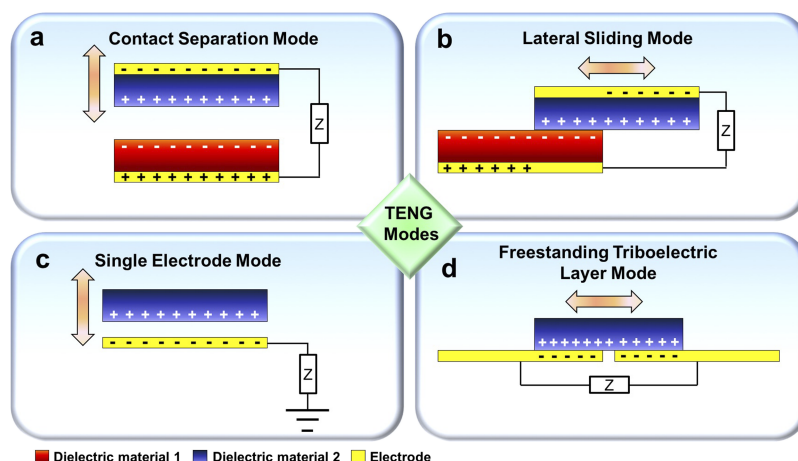 a
Contact Separation Mode
- - - - - - - - -
+ + + + + + + + +
Z
- - - - - - - - -
+ + + + + + + + +
b
Lateral Sliding Mode
- - - - - -
+ + + + + + + + +
Z
- - - - - - - - -
+ + + + + +
TENG
Modes
c
Single Electrode Mode
+ + + + + + + + + +
- - - - - - - - - -
Z
d
Freestanding Triboelectric
Layer Mode
+++++++ + + + + +
- - - - - - - - - -
Z
Dielectric material 1 Dielectric material 2 Electrode